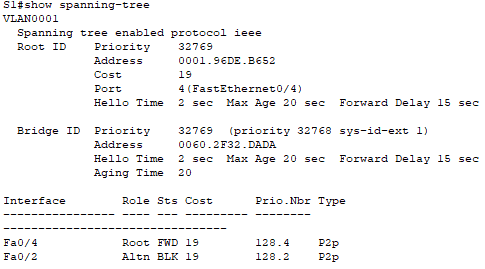 S1#show spanning-tree
VLAN0001
  Spanning tree enabled protocol ieee
  Root ID    Priority    32769
             Address     0001.96DE.B652
             Cost        19
             Port        4(FastEthernet0/4)
             Hello Time  2 sec  Max Age 20 sec  Forward Delay 15 sec

  Bridge ID  Priority    32769  (priority 32768 sys-id-ext 1)
             Address     0060.2F32.DADA
             Hello Time  2 sec  Max Age 20 sec  Forward Delay 15 sec
             Aging Time  20

Interface        Role Sts Cost      Prio.Nbr Type
---------------- ---- --- --------- --------
--------------------------------
Fa0/4            Root FWD 19        128.4    P2p
Fa0/2            Altn BLK 19        128.2    P2p